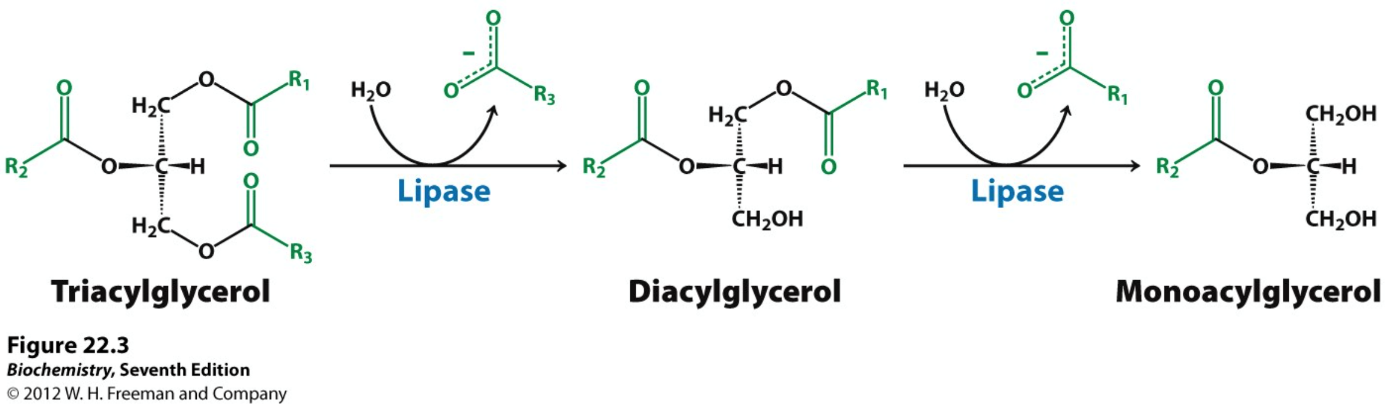 O
R₂
O
H₂C
O
R₁
O
C
H
O
H₂C
O
R₃
Triacylglycerol
H₂O
O
−
O
R₃
Lipase
O
R₂
O
H₂C
O
R₁
O
C
H
CH₂OH
Diacylglycerol
H₂O
O
−
O
R₁
Lipase
O
R₂
O
CH₂OH
C
H
CH₂OH
Monoacylglycerol
Figure 22.3
Biochemistry, Seventh Edition
© 2012 W. H. Freeman and Company